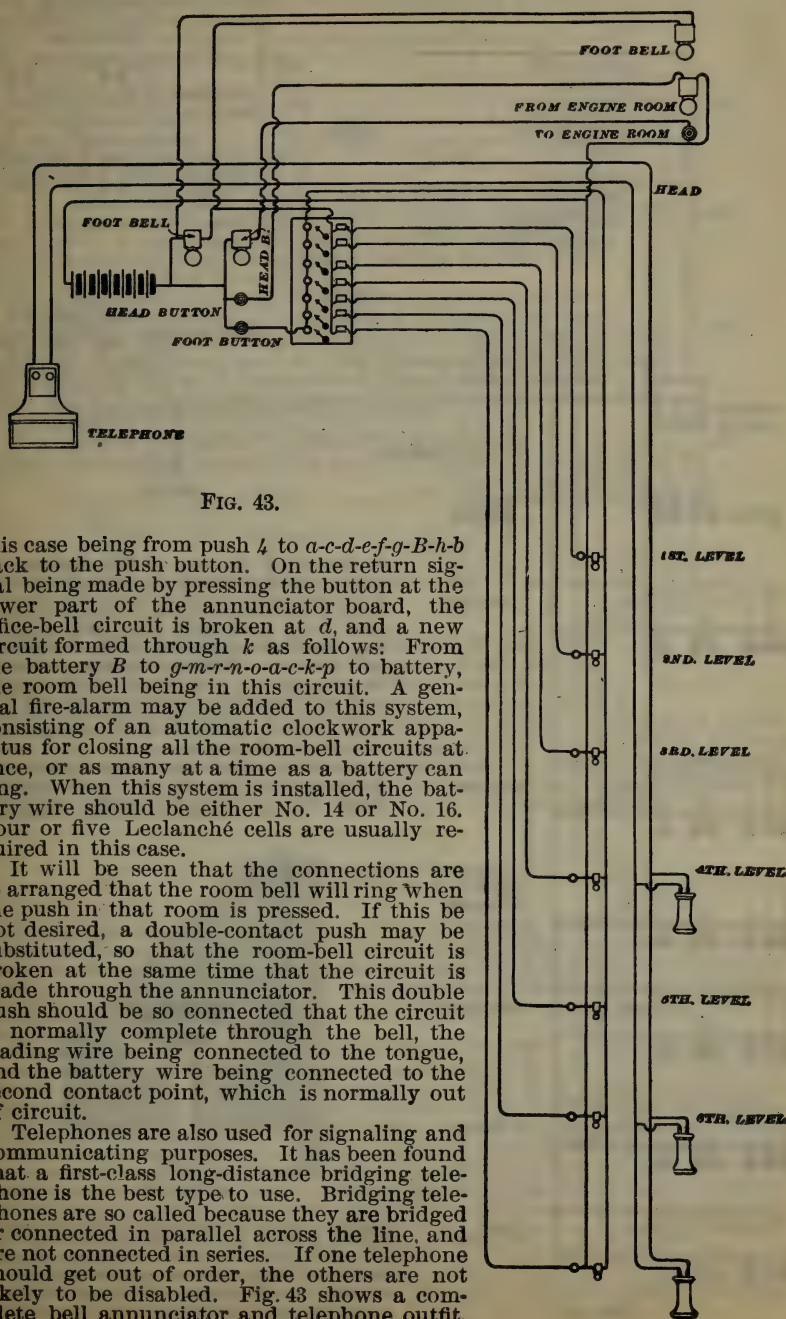 FOOT BELL
FROM ENGINE ROOM
TO ENGINE ROOM
HEAD
FOOT BELL
HEAD B.
HEAD BUTTON
FOOT BUTTON
TELEPHONE
FIG. 43.
is case being from push 4 to a-c-d-e-f-g-B-h-b
ck to the push button. On the return sig-
al being made by pressing the button at the
wer part of the annunciator board, the
fice-bell circuit is broken at d, and a new
rcuit formed through k as follows: From
e battery B to g-m-r-n-o-a-c-k-p to battery,
e room bell being in this circuit. A gen-
al fire-alarm may be added to this system,
onsisting of an automatic clockwork appa-
tus for closing all the room-bell circuits at
nce, or as many at a time as a battery can
ng. When this system is installed, the bat-
ry wire should be either No. 14 or No. 16.
our or five Leclanché cells are usually re-
uired in this case.
It will be seen that the connections are
arranged that the room bell will ring when
e push in that room is pressed. If this be
ot desired, a double-contact push may be
bstituted, so that the room-bell circuit is
roken at the same time that the circuit is
ade through the annunciator. This double
ush should be so connected that the circuit
normally complete through the bell, the
ading wire being connected to the tongue,
nd the battery wire being connected to the
cond contact point, which is normally out
f circuit.
Telephones are also used for signaling and
ommunicating purposes. It has been found
at a first-class long-distance bridging tele-
hone is the best type to use. Bridging tele-
hones are so called because they are bridged
r connected in parallel across the line, and
re not connected in series. If one telephone
hould get out of order, the others are not
kely to be disabled. Fig. 43 shows a com-
lete bell annunciator and telephone outfit
1ST. LEVEL
2ND. LEVEL
3RD. LEVEL
4TH. LEVEL
5TH. LEVEL
6TH. LEVEL